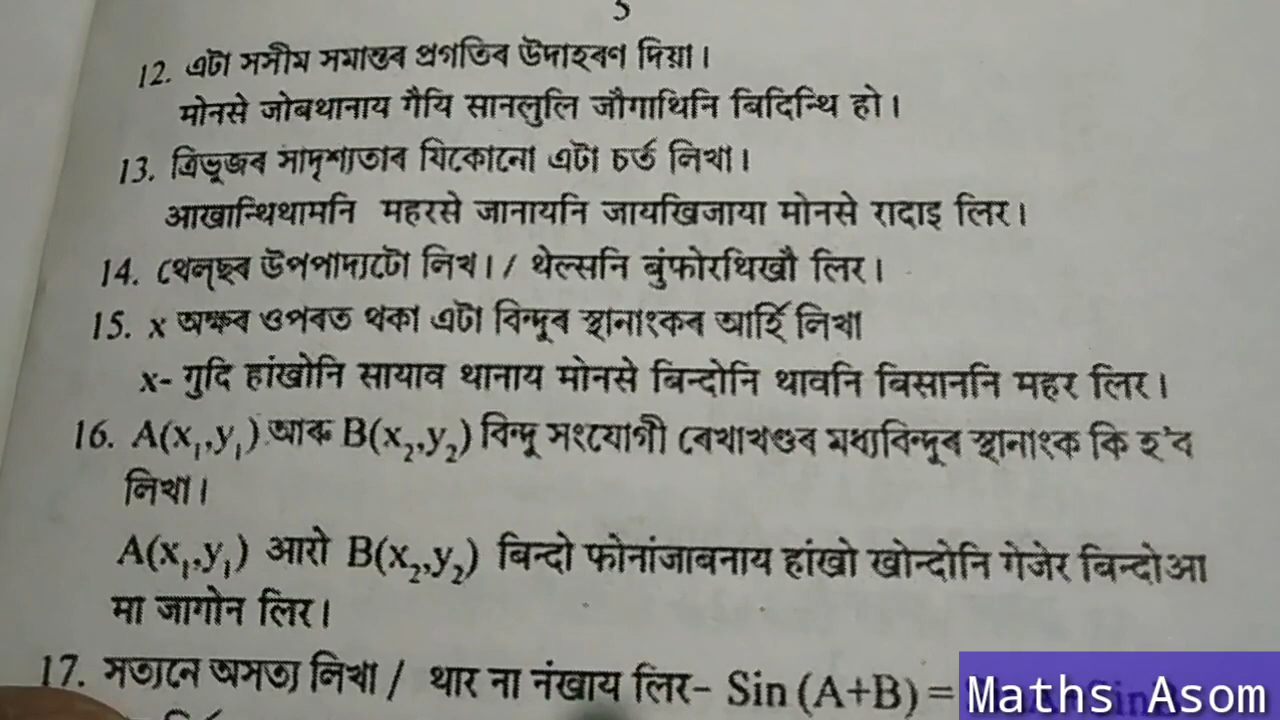 5
12. এটা সসীম সমান্তৰ প্ৰগতিৰ উদাহৰণ দিয়া।
मोनसे जोबथानाय गैयि सानलुलि जौगाथिनि बिदिन्थि हो।
13. ত্ৰিভূজৰ সাদৃশ্যতাৰ যিকোনো এটা চৰ্ত লিখা।
आखान्थिथामनि महरसे जानायनि जायखिजाया मोनसे रादाइ लिर।
14. থেল্‌ছৰ উপপাদ্যটো লিখ। / थेल्सनि बुंफोरथिखौ लिर।
15. x অক্ষৰ ওপৰত থকা এটা বিন্দুৰ স্থানাংকৰ আৰ্হি লিখা
x- गुदि हांखोनि सायाव थानाय मोनसे बिन्दोनि थावनि बिसाननि महर लिर।
16. A(x₁,y₁) আৰু B(x₂,y₂) বিন্দু সংযোগী ৰেখাখণ্ডৰ মধ্যবিন্দুৰ স্থানাংক কি হ'ব
লিখা।
A(x₁,y₁) आरो B(x₂,y₂) बिन्दो फोनांजाबनाय हांखो खोन्दोनि गेजेर बिन्दोआ
मा जागोन लिर।
17. সত্যনে অসত্য লিখা / थार ना नंखाय लिर- Sin (A+B) =
Maths Asom